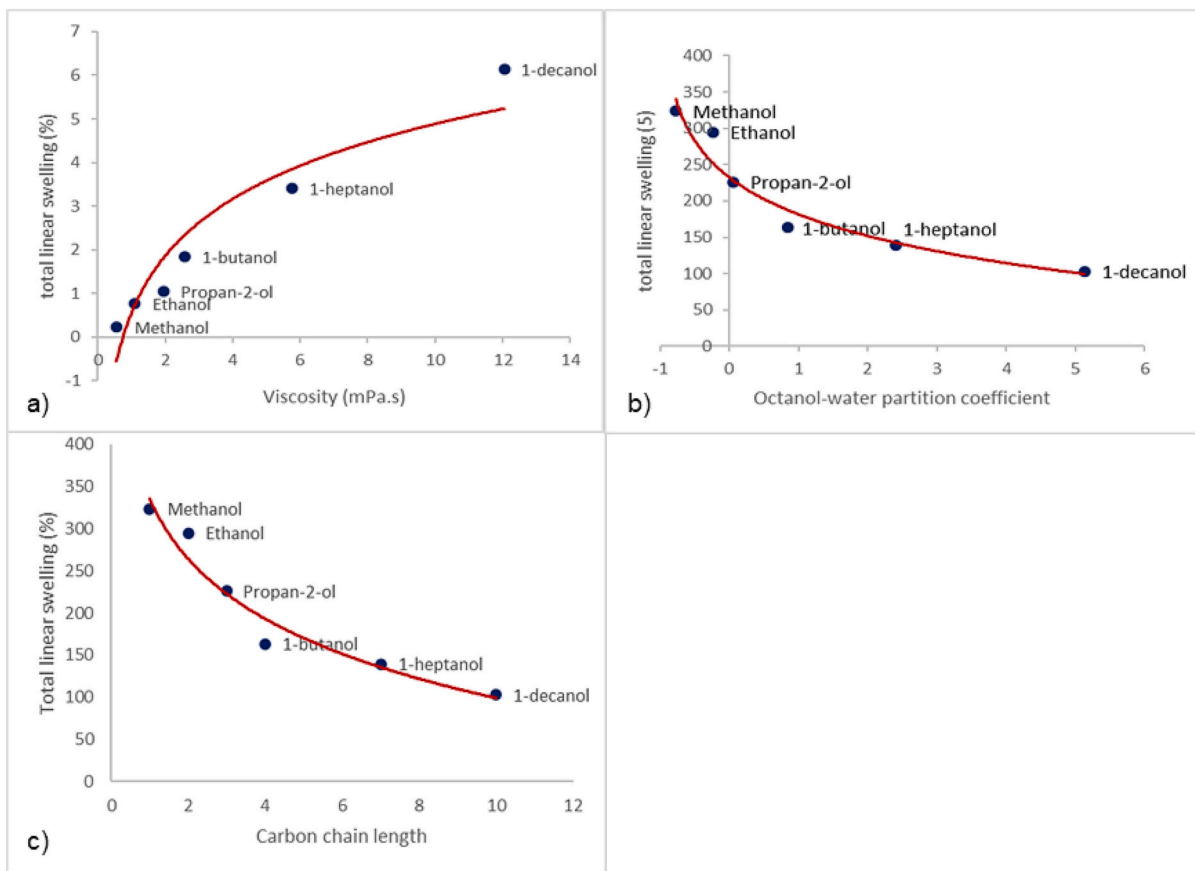 7
6
5
4
3
2
1
0
-1
total linear swelling (%)
1-decanol
1-heptanol
1-butanol
Propan-2-ol
Ethanol
Methanol
0 2 4 6 8 10 12 14
Viscosity (mPa.s)
a)
400
350
300
250
200
150
100
50
0
total linear swelling (5)
Methanol
Ethanol
Propan-2-ol
1-butanol
1-heptanol
1-decanol
-1 0 1 2 3 4 5 6
Octanol-water partition coefficient
b)
400
350
300
250
200
150
100
50
0
Total linear swelling (%)
Methanol
Ethanol
Propan-2-ol
1-butanol
1-heptanol
1-decanol
0 2 4 6 8 10 12
Carbon chain length
c)